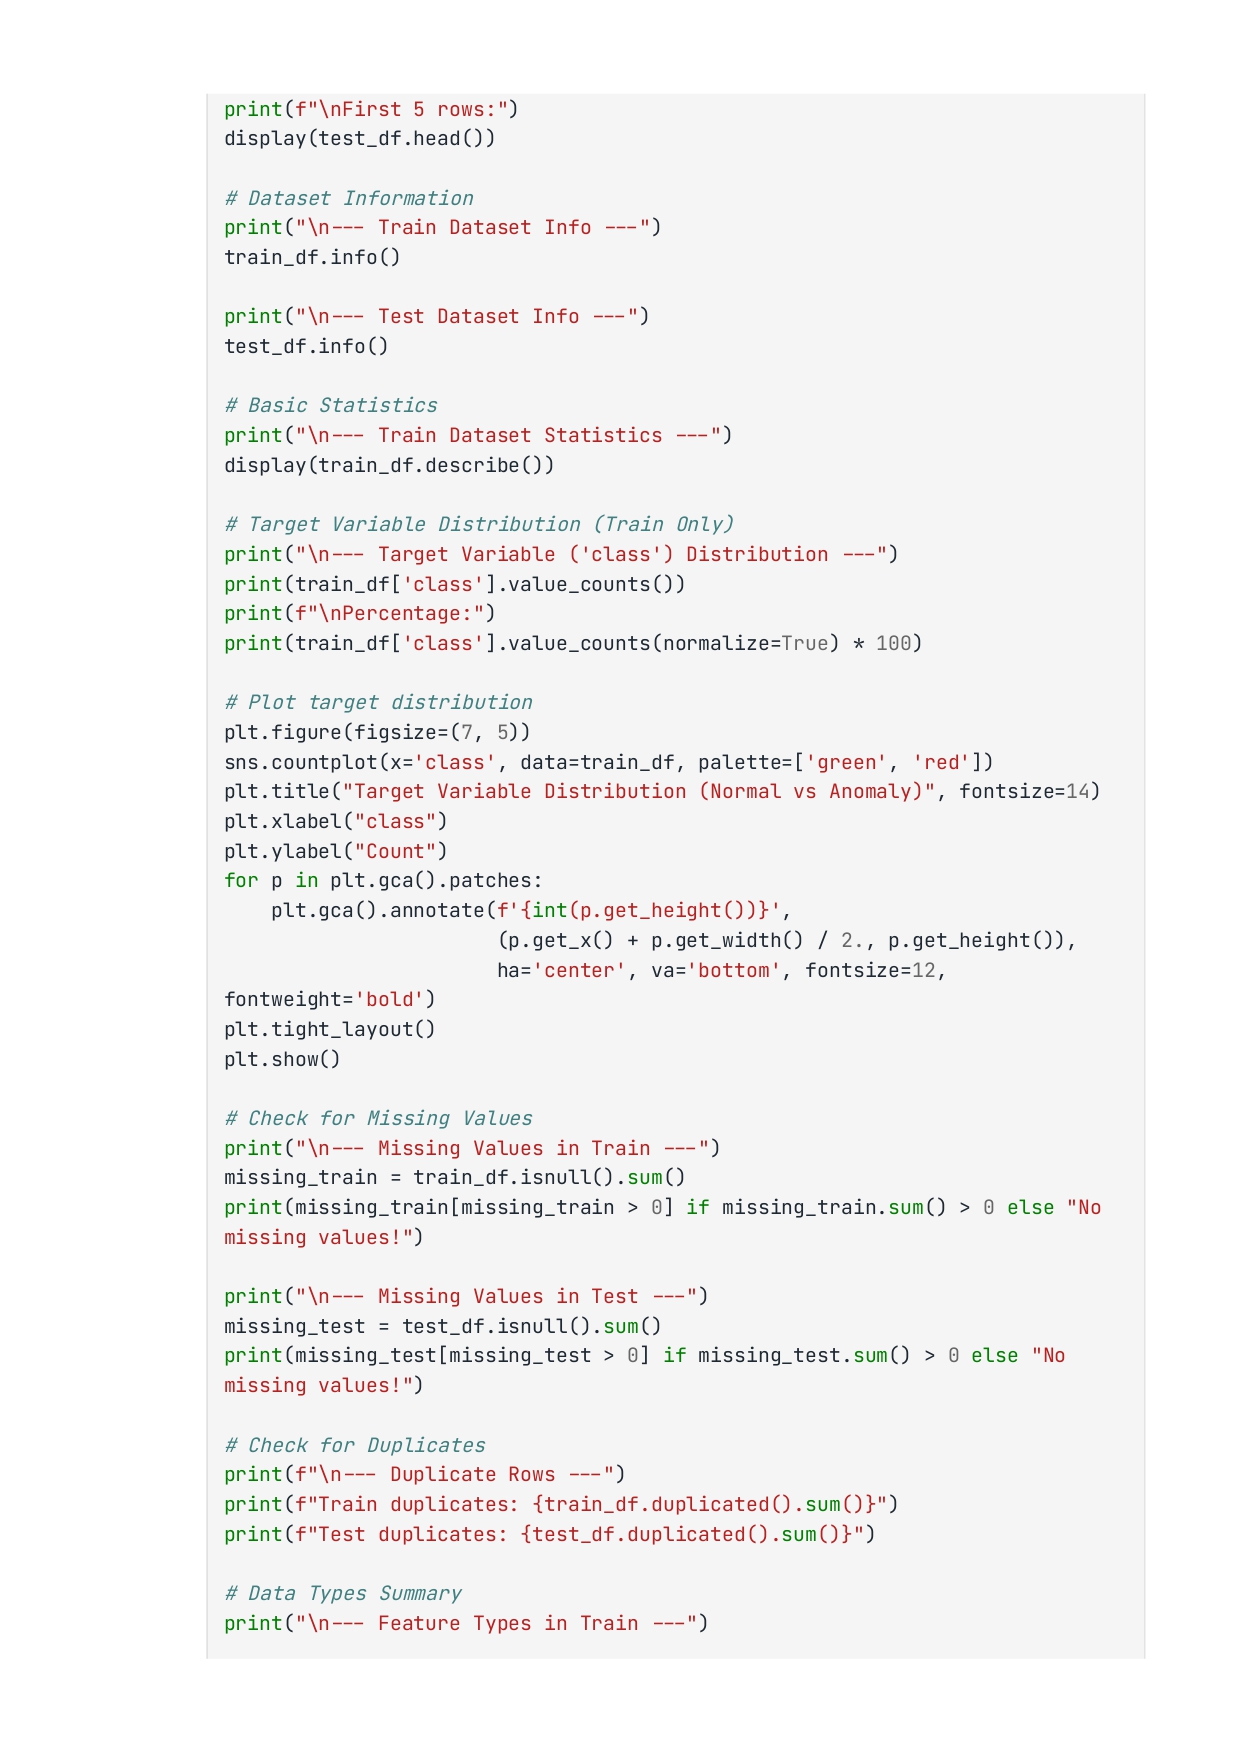 print(f"\nFirst 5 rows:")
display(test_df.head())

# Dataset Information
print("\n--- Train Dataset Info ---")
train_df.info()

print("\n--- Test Dataset Info ---")
test_df.info()

# Basic Statistics
print("\n--- Train Dataset Statistics ---")
display(train_df.describe())

# Target Variable Distribution (Train Only)
print("\n--- Target Variable ('class') Distribution ---")
print(train_df['class'].value_counts())
print(f"\nPercentage:")
print(train_df['class'].value_counts(normalize=True) * 100)

# Plot target distribution
plt.figure(figsize=(7, 5))
sns.countplot(x='class', data=train_df, palette=['green', 'red'])
plt.title("Target Variable Distribution (Normal vs Anomaly)", fontsize=14)
plt.xlabel("class")
plt.ylabel("Count")
for p in plt.gca().patches:
    plt.gca().annotate(f'{int(p.get_height())}',
                       (p.get_x() + p.get_width() / 2., p.get_height()),
                       ha='center', va='bottom', fontsize=12,
fontweight='bold')
plt.tight_layout()
plt.show()

# Check for Missing Values
print("\n--- Missing Values in Train ---")
missing_train = train_df.isnull().sum()
print(missing_train[missing_train > 0] if missing_train.sum() > 0 else "No
missing values!")

print("\n--- Missing Values in Test ---")
missing_test = test_df.isnull().sum()
print(missing_test[missing_test > 0] if missing_test.sum() > 0 else "No
missing values!")

# Check for Duplicates
print(f"\n--- Duplicate Rows ---")
print(f"Train duplicates: {train_df.duplicated().sum()}")
print(f"Test duplicates: {test_df.duplicated().sum()}")

# Data Types Summary
print("\n--- Feature Types in Train ---")